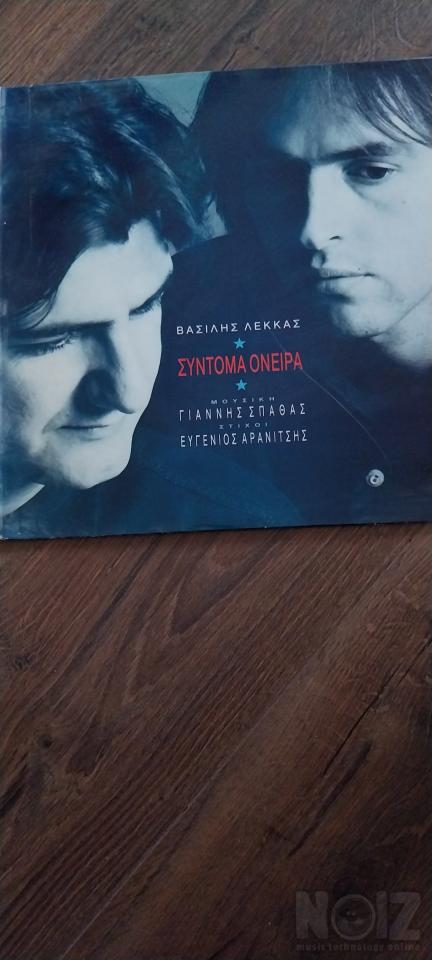 ΒΑΣΙΛΗΣ ΛΕΚΚΑΣ
ΣΥΝΤΟΜΑ ΟΝΕΙΡΑ
ΜΟΥΣΙΚΗ
ΓΙΑΝΝΗΣ ΣΠΑΘΑΣ
ΣΤΙΧΟΙ
ΕΥΓΕΝΙΟΣ ΑΡΑΝΙΤΣΗΣ
NOIZ
music technology online